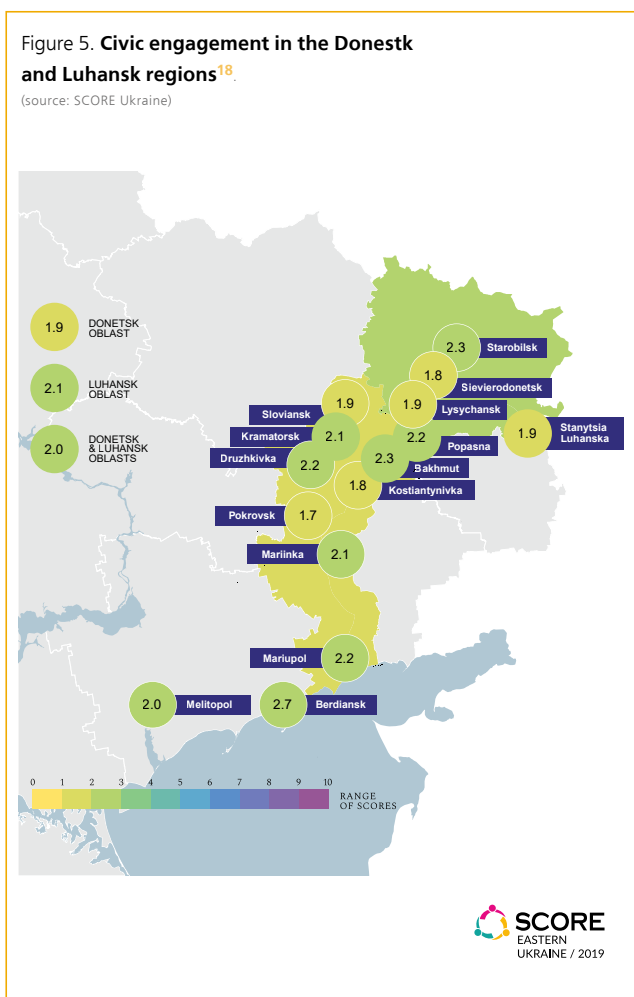 Figure 5. Civic engagement in the Donestk
and Luhansk regions18.
(source: SCORE Ukraine)
1.9 DONETSK
OBLAST
2.1 LUHANSK
OBLAST
2.0 DONETSK
& LUHANSK
OBLASTS
2.3 Starobilsk
1.8 Sievierodonetsk
Sloviansk 1.9
1.9 Lysychansk
1.9 Stanytsia
Luhanska
Kramatorsk 2.1
2.2 Popasna
Druzhkivka 2.2
2.3 Bakhmut
1.8 Kostiantynivka
Pokrovsk 1.7
Mariinka 2.1
Mariupol 2.2
2.0 Melitopol
2.7 Berdiansk
0 1 2 3 4 5 6 7 8 9 10
RANGE
OF SCORES
SCORE
EASTERN
UKRAINE / 2019